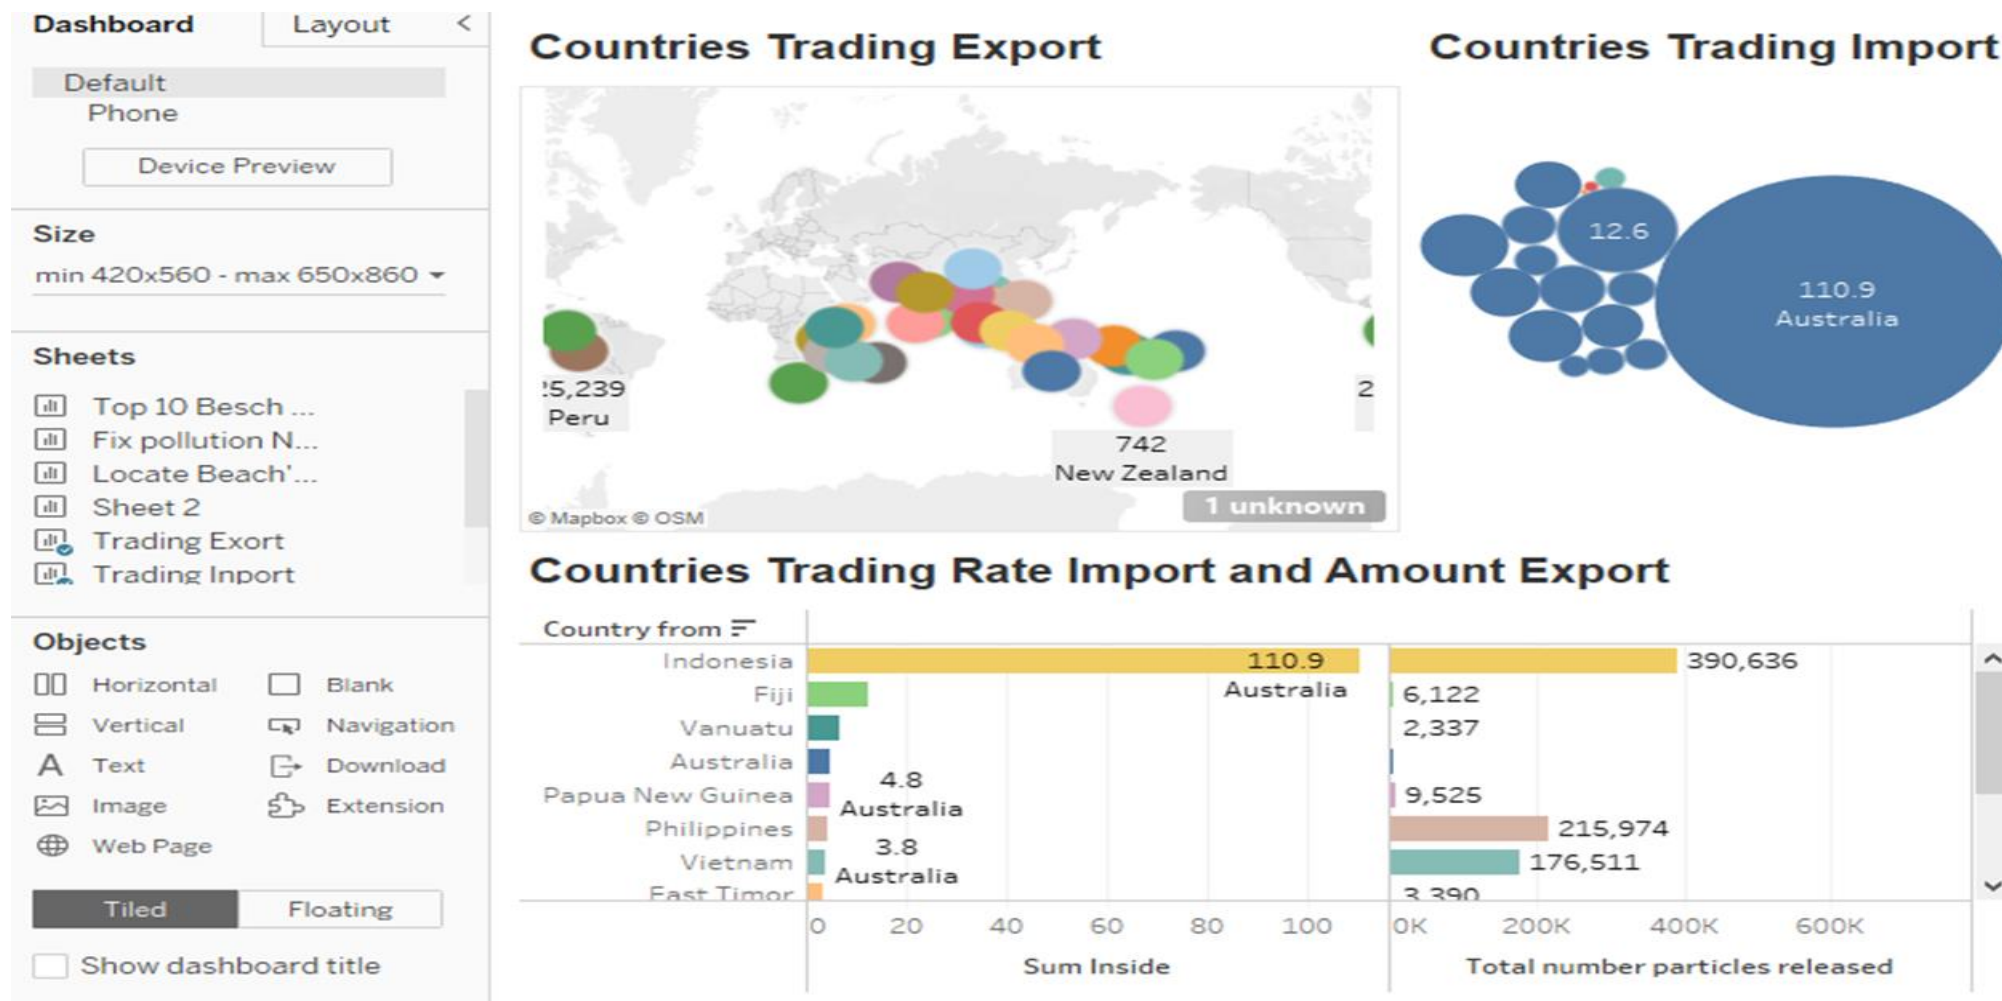 Dashboard
Layout
<
Default
Phone
Device Preview
Size
min 420x560 - max 650x860
Sheets
Top 10 Besch ...
Fix pollution N...
Locate Beach'...
Sheet 2
Trading Exort
Trading Inport
Objects
Horizontal
Blank
Vertical
Navigation
A Text
Download
Image
Extension
Web Page
Tiled
Floating
Show dashboard title
Countries Trading Export
5,239
Peru
2
742
New Zealand
1 unknown
© Mapbox © OSM
Countries Trading Import
12.6
110.9
Australia
Countries Trading Rate Import and Amount Export
Country from
Indonesia
110.9
Australia
390,636
Fiji
6,122
Vanuatu
2,337
Australia
4.8
Australia
Papua New Guinea
9,525
Philippines
215,974
3.8
Australia
Vietnam
176,511
East Timor
3,390
0 20 40 60 80 100
0K 200K 400K 600K
Sum Inside
Total number particles released